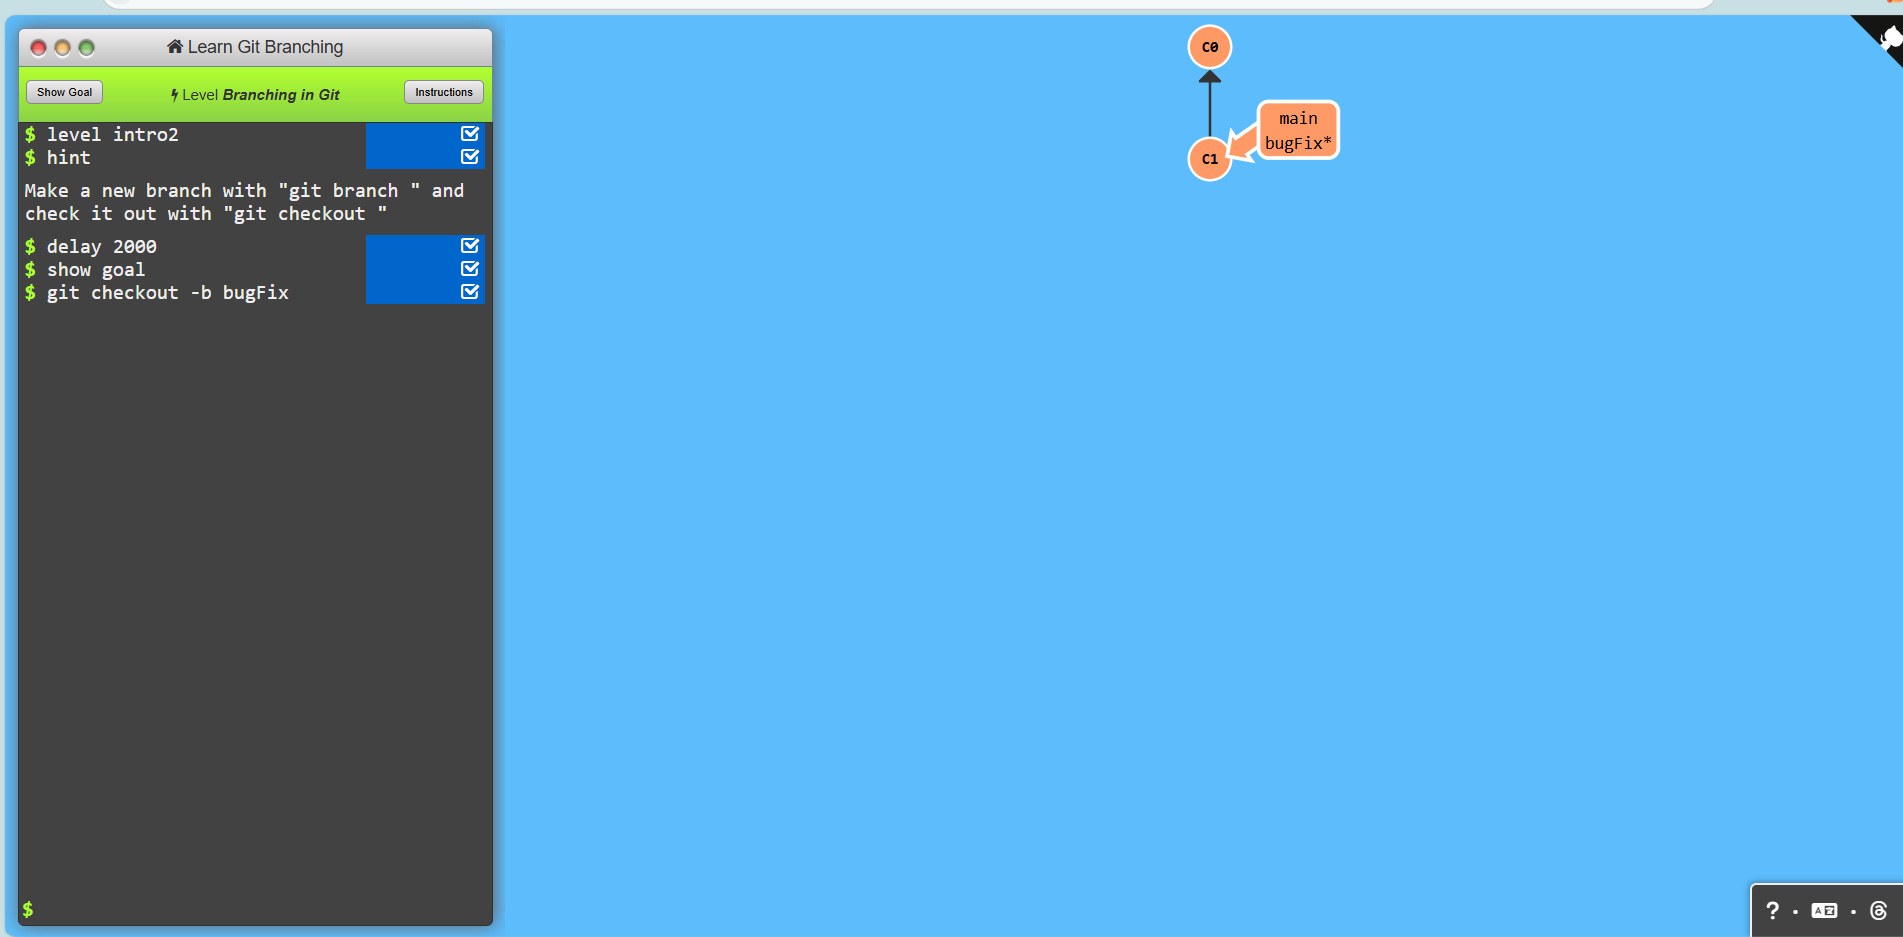 Learn Git Branching
Show Goal
Level Branching in Git
Instructions
$ level intro2
$ hint
Make a new branch with "git branch " and
check it out with "git checkout "
$ delay 2000
$ show goal
$ git checkout -b bugFix
$
C0
main
bugFix*
C1
?